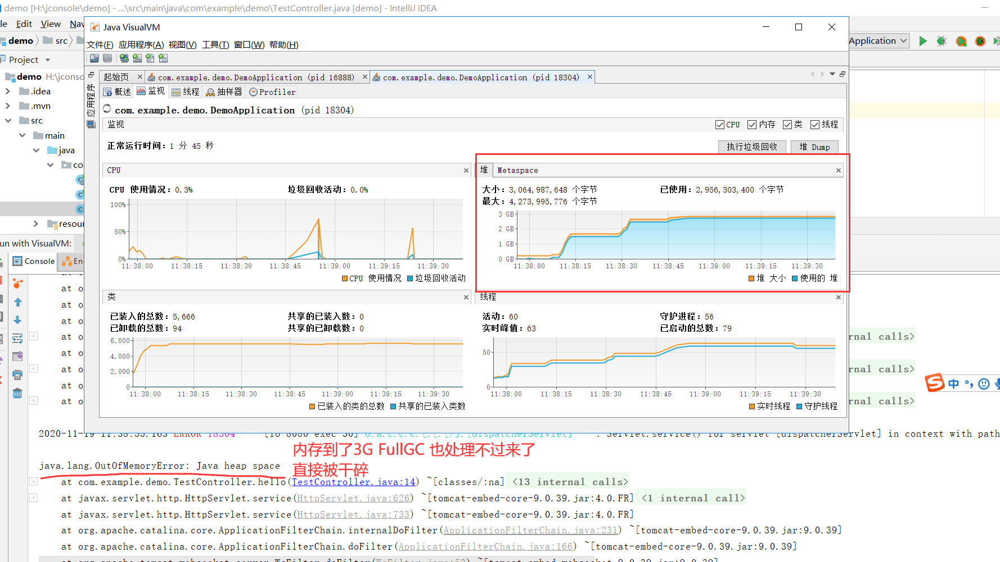 demo [H:\jconsole\demo] - ...\src\main\java\com\example\demo\TestController.java [demo] - IntelliJ IDEA
le Edit View Nav
Java VisualVM
文件(F) 应用程序(A) 视图(V) 工具(T) 窗口(W) 帮助(H)
demo src
Application
Project
起始页 com.example.demo.DemoApplication (pid 16888) com.example.demo.DemoApplication (pid 18304)
demo H:\jconso
.idea
.mvn
src
main
java
co
resour
应用程序
概述 监视 线程 抽样器 Profiler
com.example.demo.DemoApplication (pid 18304)
监视
CPU 内存 类 线程
正常运行时间: 1 分 45 秒
执行垃圾回收 堆 Dump
CPU
CPU 使用情况: 0.3% 垃圾回收活动: 0.0%
100%
50%
0%
11:38:00 11:38:15 11:38:30 11:38:45 11:39:00 11:39:15 11:39:30
CPU 使用情况 垃圾回收活动
堆 Metaspace
大小: 3,064,987,648 个字节 已使用: 2,956,303,400 个字节
最大: 4,273,995,776 个字节
3 GB
2 GB
1 GB
0 GB
11:38:00 11:38:15 11:38:30 11:38:45 11:39:00 11:39:15 11:39:30
堆 大小 使用的 堆
类
已装入的总数: 5,666 共享的已装入数: 0
已卸载的总数: 94 共享的已卸载数: 0
6,000
4,000
2,000
0
11:38:00 11:38:15 11:38:30 11:38:45 11:39:00 11:39:15 11:39:30
已装入的类的总数 共享的已装入类数
线程
活动: 60 守护进程: 56
实时峰值: 63 已启动的总数: 79
50
0
11:38:00 11:38:15 11:38:30 11:38:45 11:39:00 11:39:15 11:39:30
实时线程 守护线程
un with VisualVM:
Console En
at o
at o
at o
at o rnal calls>
at o
at o rnal calls>
at o
at o rnal calls>
中
2020-11-19 11:38:55.163 ERROR 18304 [io-8080-exec-30] o.a.c.c.C.[.[.[/].[dispatcherServlet] : Servlet.service() for servlet [dispatcherServlet] in context with path
内存到了3G FullGC 也处理不过来了
直接被干碎
java.lang.OutOfMemoryError: Java heap space
at com.example.demo.TestController.hello(TestController.java:14) ~[classes/:na] <13 internal calls>
at javax.servlet.http.HttpServlet.service(HttpServlet.java:626) ~[tomcat-embed-core-9.0.39.jar:4.0.FR] <1 internal call>
at javax.servlet.http.HttpServlet.service(HttpServlet.java:733) ~[tomcat-embed-core-9.0.39.jar:4.0.FR]
at org.apache.catalina.core.ApplicationFilterChain.internalDoFilter(ApplicationFilterChain.java:231) ~[tomcat-embed-core-9.0.39.jar:9.0.39]
at org.apache.catalina.core.ApplicationFilterChain.doFilter(ApplicationFilterChain.java:166) ~[tomcat-embed-core-9.0.39.jar:9.0.39]
at org.apache.tomcat.websocket.server.WsFilter.doFilter(WsFilter.java:53) ~[tomcat-embed-websocket-9.0.39.jar:9.0.39]